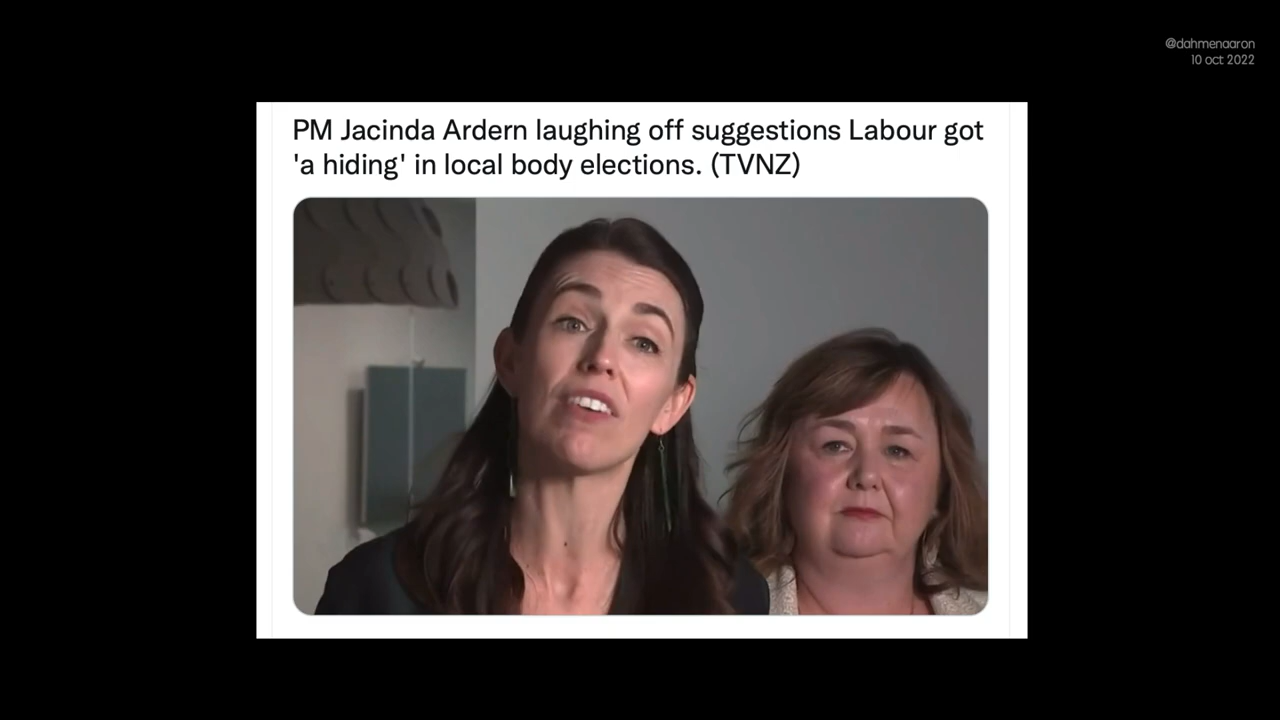 @dahmenaaron
10 oct 2022
PM Jacinda Ardern laughing off suggestions Labour got
'a hiding' in local body elections. (TVNZ)